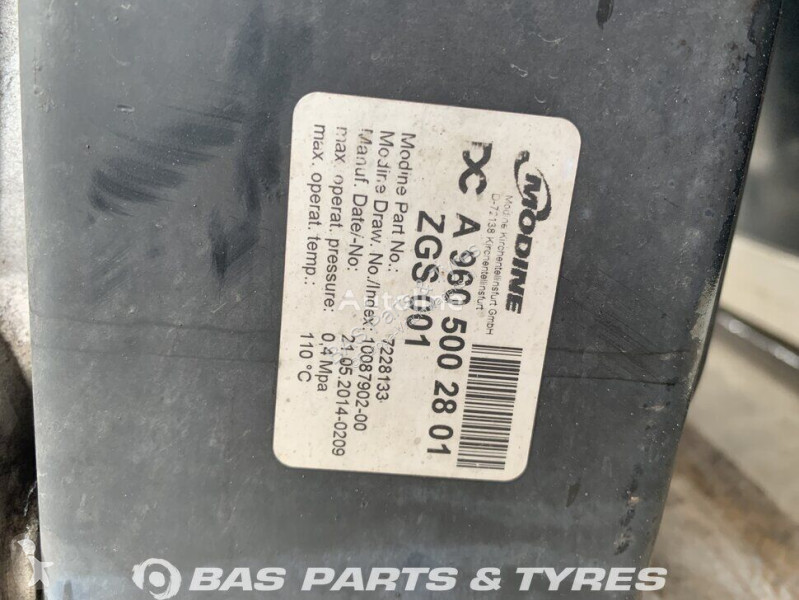 MODINE
Modine Kirchentellinsfurt GmbH
D-72138 Kirchentellinsfurt
DC A 960 500 28 01
ZGS 001
Modine Part No.: 7228133
Modine Draw. No./Index: 10087902-00
Manuf. Date/-No: 21.05.2014-0209
max. operat. pressure: 0,4 Mpa
max. operat. temp.: 110 °C
BAS PARTS & TYRES